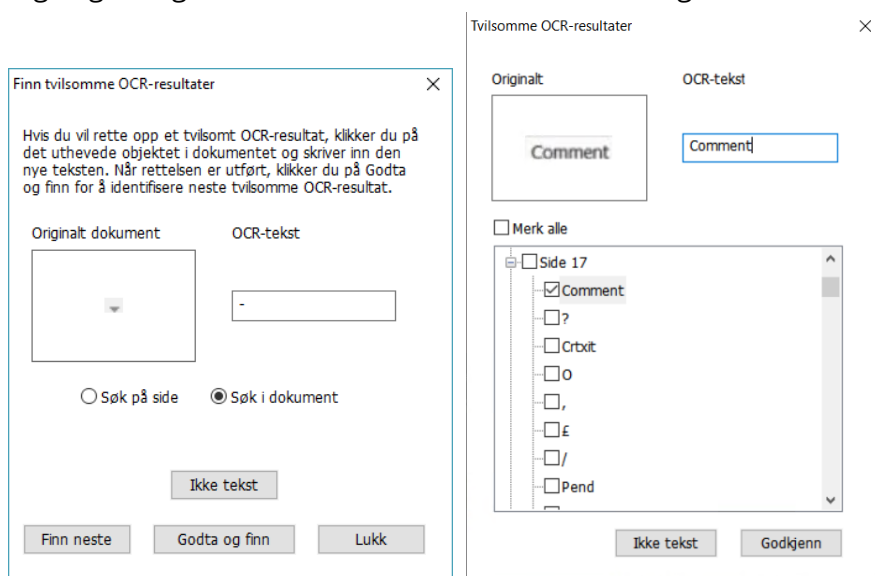 Finn tvilsomme OCR-resultater
Hvis du vil rette opp et tvilsomt OCR-resultat, klikker du på
det uthevede objektet i dokumentet og skriver inn den
nye teksten. Når rettelsen er utført, klikker du på Godta
og finn for å identifisere neste tvilsomme OCR-resultat.
Originalt dokument
OCR-tekst
-
Søk på side
Søk i dokument
Ikke tekst
Finn neste
Godta og finn
Lukk
Tvilsomme OCR-resultater
Originalt
OCR-tekst
Comment
Comment
Merk alle
Side 17
Comment
?
Crtxit
O
,
£
/
Pend
Ikke tekst
Godkjenn